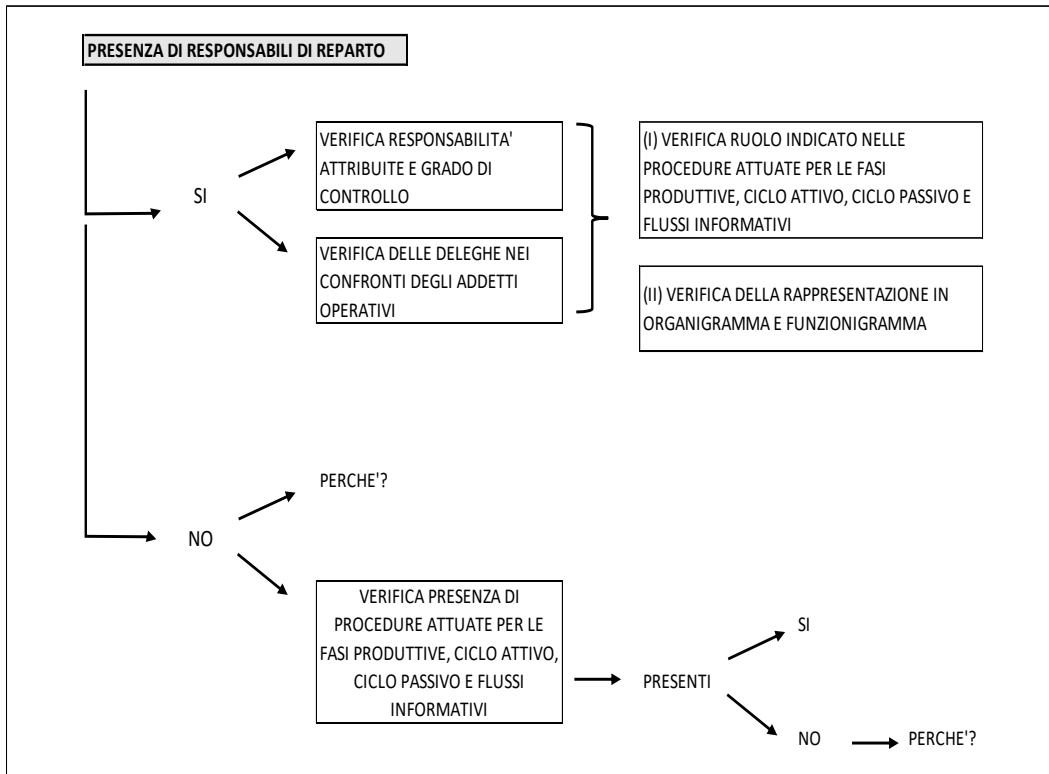 PRESENZA DI RESPONSABILI DI REPARTO
SI
VERIFICA RESPONSABILITA'
ATTRIBUITE E GRADO DI
CONTROLLO
VERIFICA DELLE DELEGHE NEI
CONFRONTI DEGLI ADDETTI
OPERATIVI
(I) VERIFICA RUOLO INDICATO NELLE
PROCEDURE ATTUATE PER LE FASI
PRODUTTIVE, CICLO ATTIVO, CICLO PASSIVO E
FLUSSI INFORMATIVI
(II) VERIFICA DELLA RAPPRESENTAZIONE IN
ORGANIGRAMMA E FUNZIONIGRAMMA
NO
PERCHE'?
VERIFICA PRESENZA DI
PROCEDURE ATTUATE PER LE
FASI PRODUTTIVE, CICLO ATTIVO,
CICLO PASSIVO E FLUSSI
INFORMATIVI
PRESENTI
SI
NO
PERCHE'?